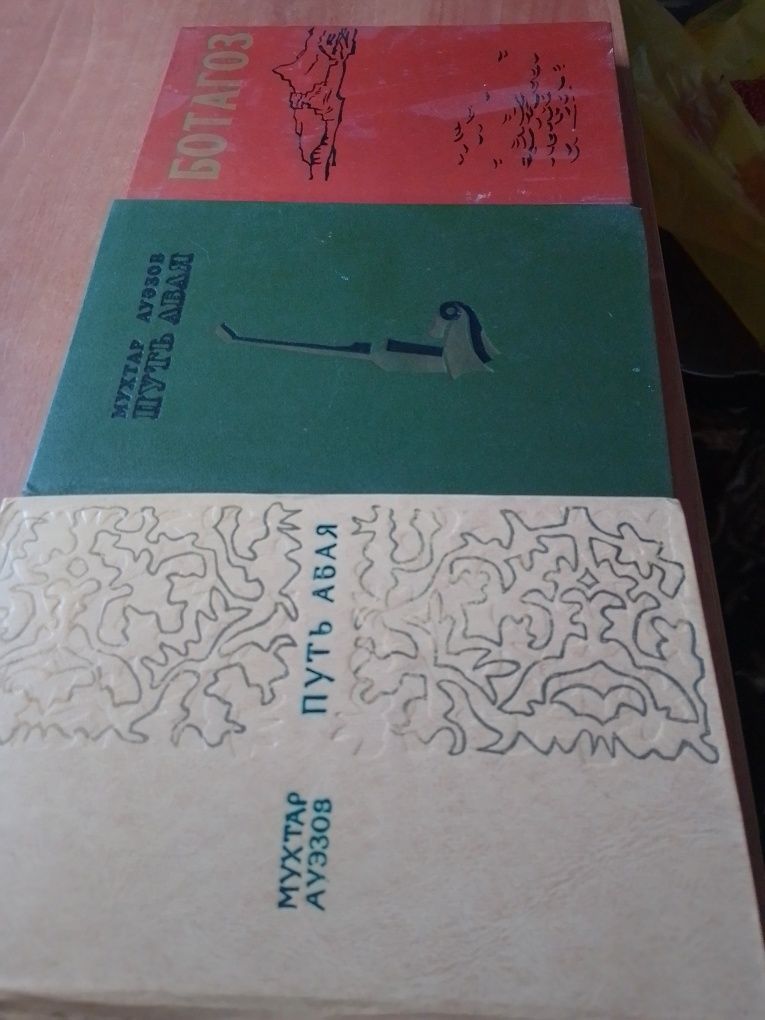 БОТАГОЗ
МУХТАР АУЭЗОВ
ПУТЬ АБАЯ
ПУТЬ АБАЯ
МУХТАР
АУЭЗОВ